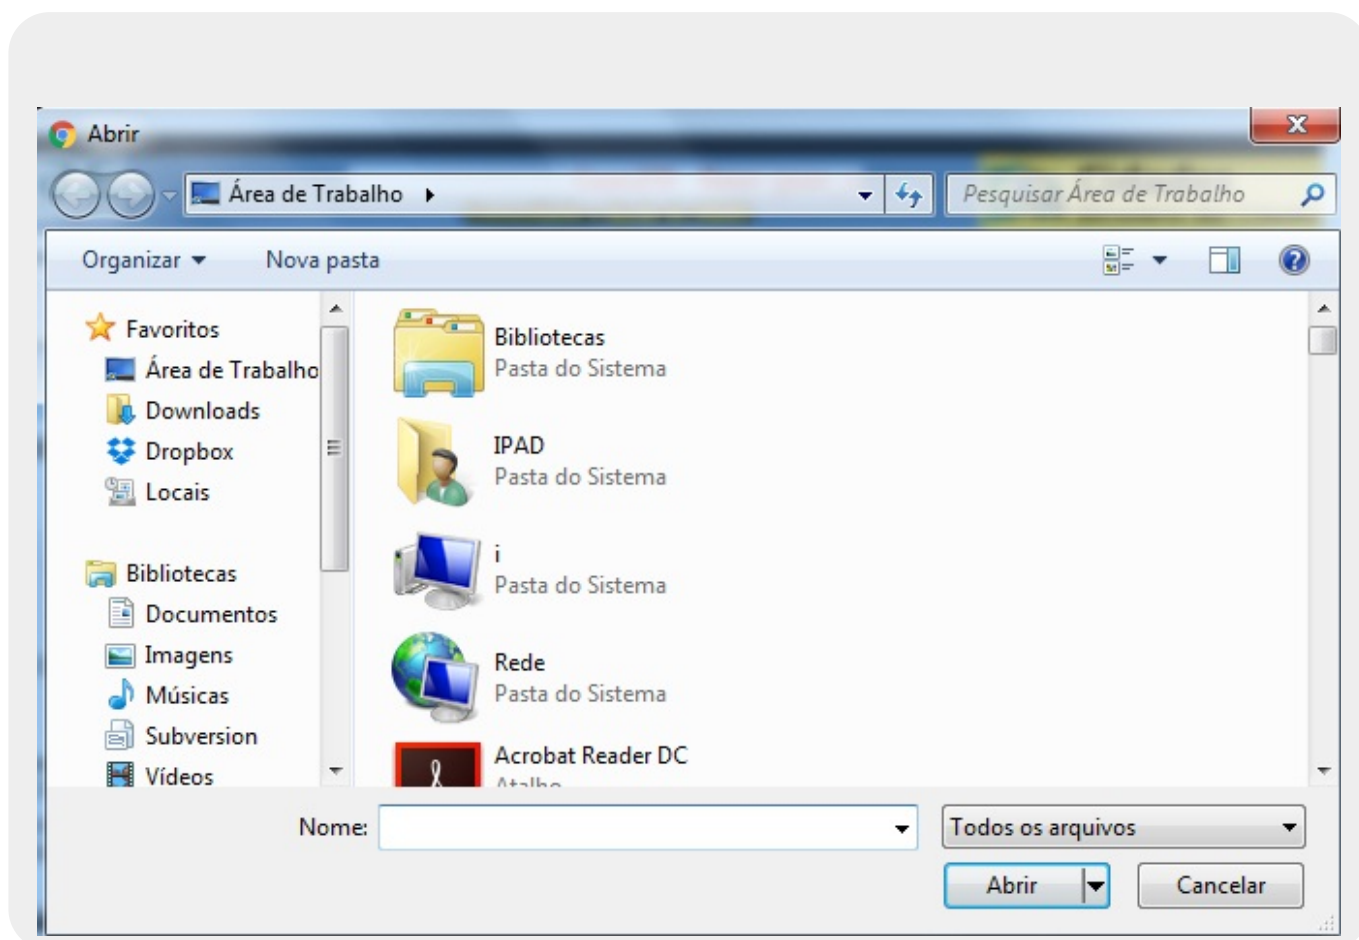 Abrir
Área de Trabalho
Pesquisar Área de Trabalho
Organizar
Nova pasta
Favoritos
Área de Trabalho
Downloads
Dropbox
Locais
Bibliotecas
Documentos
Imagens
Músicas
Subversion
Vídeos
Bibliotecas
Pasta do Sistema
IPAD
Pasta do Sistema
i
Pasta do Sistema
Rede
Pasta do Sistema
Acrobat Reader DC
Atalho
Nome:
Todos os arquivos
Abrir
Cancelar